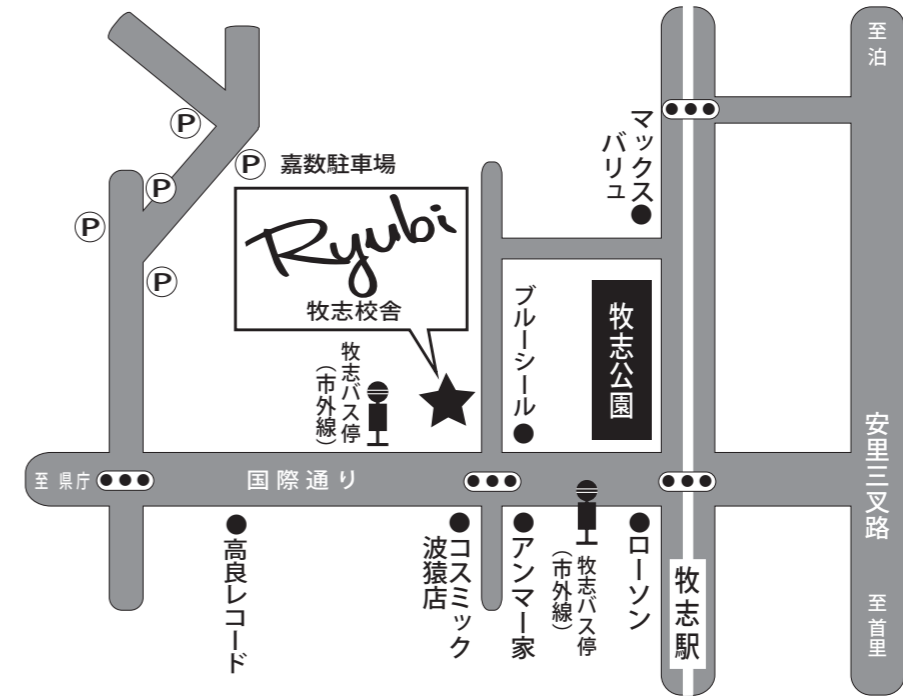 至泊
マックス
バリュ
P
P
P
P
P
嘉数駐車場
Ryubi
牧志校舎
ブルーシール
牧志公園
牧志バス停
(市外線)
安里三叉路
至 県庁
国際通り
高良レコード
コスミック
波猿店
アンマー家
牧志バス停
(市外線)
ローソン
牧志駅
至首里